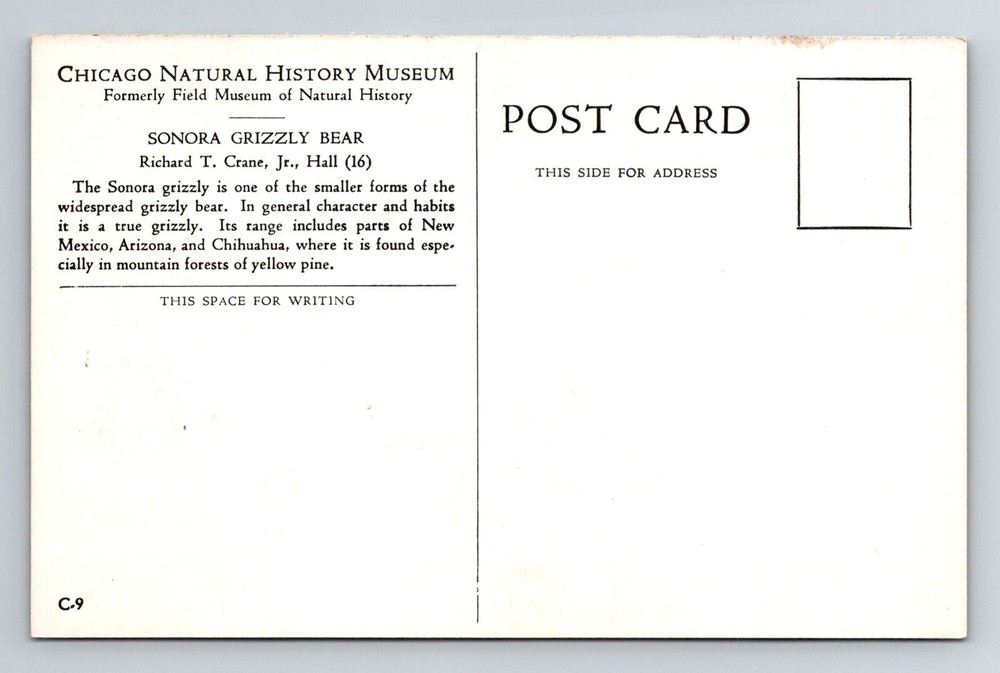 CHICAGO NATURAL HISTORY MUSEUM
Formerly Field Museum of Natural History
SONORA GRIZZLY BEAR
Richard T. Crane, Jr., Hall (16)
The Sonora grizzly is one of the smaller forms of the
widespread grizzly bear. In general character and habits
it is a true grizzly. Its range includes parts of New
Mexico, Arizona, and Chihuahua, where it is found espe-
cially in mountain forests of yellow pine.
THIS SPACE FOR WRITING
C-9
POST CARD
THIS SIDE FOR ADDRESS